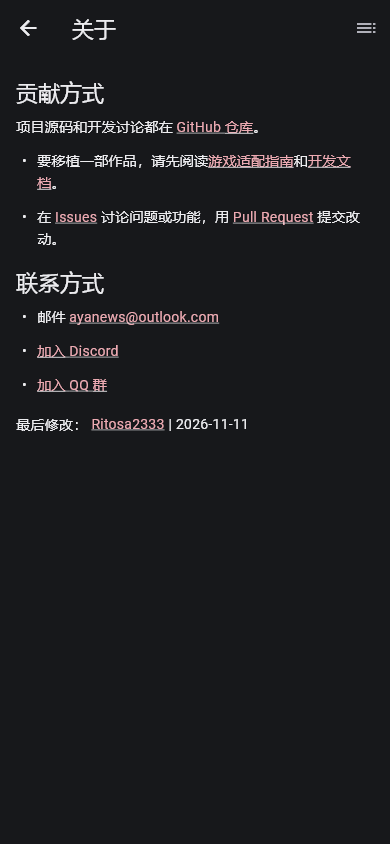 关于
贡献方式
项目源码和开发讨论都在 GitHub 仓库。
• 要移植一部作品，请先阅读游戏适配指南和开发文
档。
• 在 Issues 讨论问题或功能，用 Pull Request 提交改
动。
联系方式
• 邮件 ayanews@outlook.com
• 加入 Discord
• 加入 QQ 群
最后修改： Ritosa2333 | 2026-11-11